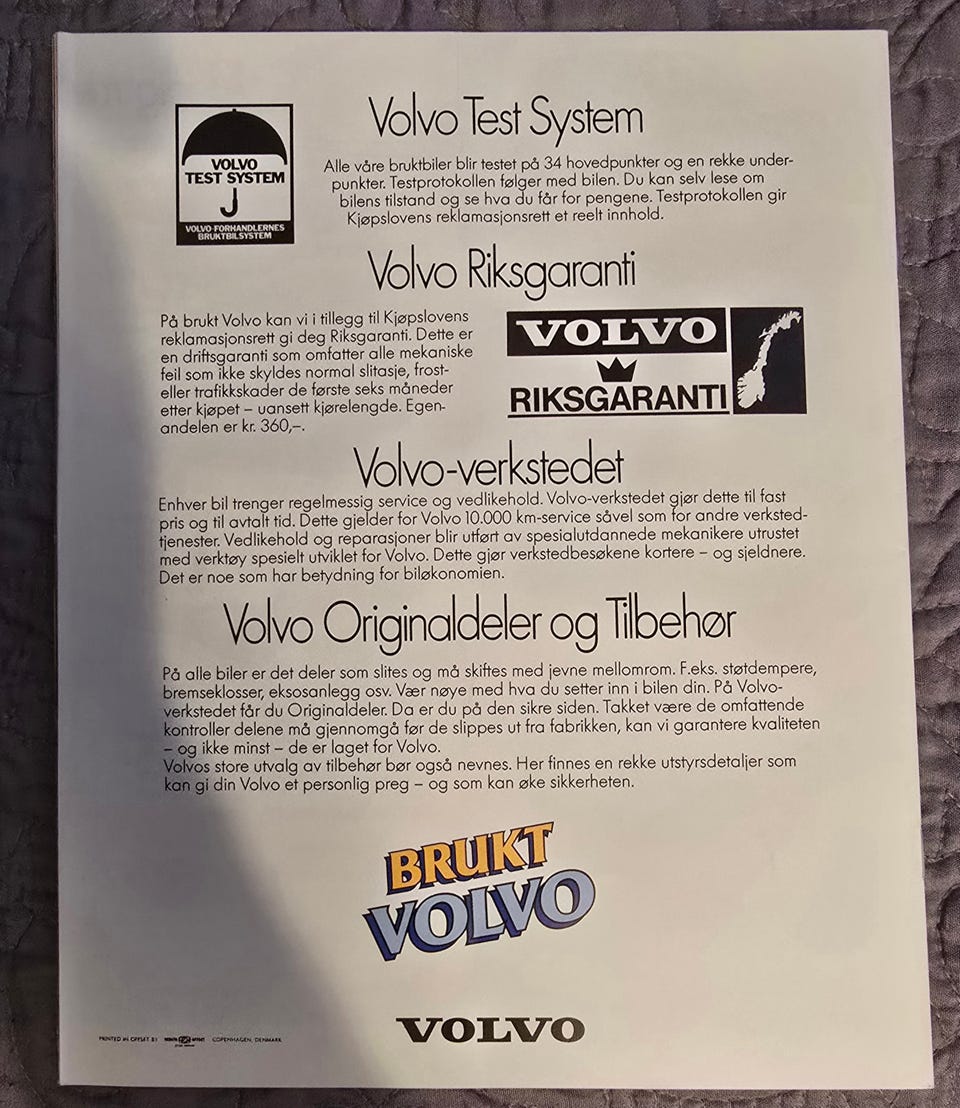 Volvo Test System
VOLVO
TEST SYSTEM
VOLVO-FORHANDLERNES
BRUKTBILSYSTEM
Alle våre bruktbiler blir testet på 34 hovedpunkter og en rekke under-
punkter. Testprotokollen følger med bilen. Du kan selv lese om
bilens tilstand og se hva du får for pengene. Testprotokollen gir
Kjøpslovens reklamasjonsrett et reelt innhold.
Volvo Riksgaranti
På brukt Volvo kan vi i tillegg til Kjøpslovens
reklamasjonsrett gi deg Riksgaranti. Dette er
en driftsgaranti som omfatter alle mekaniske
feil som ikke skyldes normal slitasje, frost-
eller trafikkskader de første seks måneder
etter kjøpet – uansett kjørelengde. Egen-
andelen er kr. 360,–.
VOLVO
RIKSGARANTI
Volvo-verkstedet
Enhver bil trenger regelmessig service og vedlikehold. Volvo-verkstedet gjør dette til fast
pris og til avtalt tid. Dette gjelder for Volvo 10.000 km-service såvel som for andre verksted-
tjenester. Vedlikehold og reparasjoner blir utført av spesialutdannede mekanikere utrustet
med verktøy spesielt utviklet for Volvo. Dette gjør verkstedbesøkene kortere – og sjeldnere.
Det er noe som har betydning for biløkonomien.
Volvo Originaldeler og Tilbehør
På alle biler er det deler som slites og må skiftes med jevne mellomrom. F.eks. støtdempere,
bremseklosser, eksosanlegg osv. Vær nøye med hva du setter inn i bilen din. På Volvo-
verkstedet får du Originaldeler. Da er du på den sikre siden. Takket være de omfattende
kontroller delene må gjennomgå før de slippes ut fra fabrikken, kan vi garantere kvaliteten
– og ikke minst – de er laget for Volvo.
Volvos store utvalg av tilbehør bør også nevnes. Her finnes en rekke utstyrsdetaljer som
kan gi din Volvo et personlig preg – og som kan øke sikkerheten.
BRUKT
VOLVO
VOLVO
PRINTED IN OFFSET 81 COPENHAGEN, DENMARK